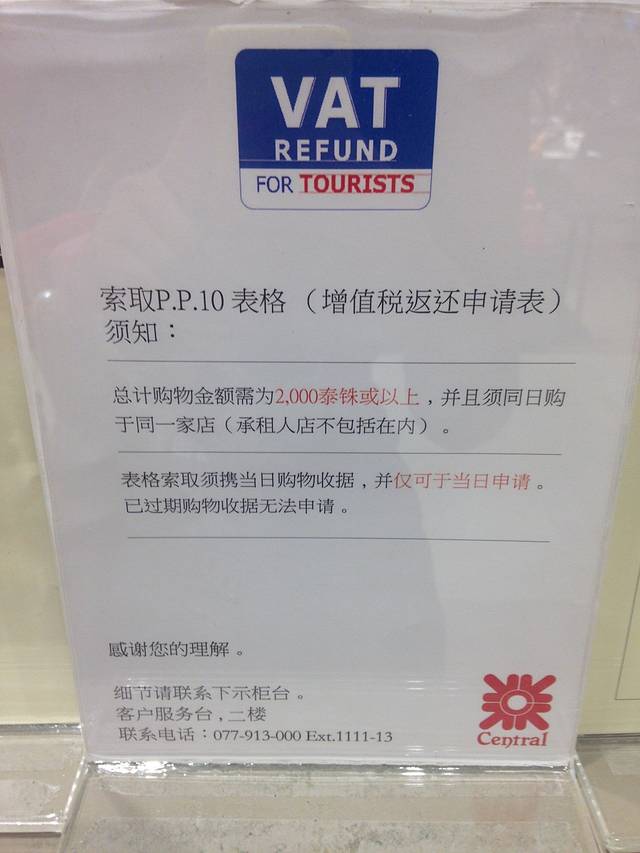 VAT
REFUND
FOR TOURISTS
索取P.P.10 表格 （增值税返还申请表）
须知：
总计购物金额需为2,000泰铢或以上，并且须同日购
于同一家店（承租人店不包括在内）。
表格索取须携当日购物收据，并仅可于当日申请。
已过期购物收据无法申请。
感谢您的理解。
细节请联系下示柜台。
客户服务台，二楼
联系电话：077-913-000 Ext.1111-13
Central